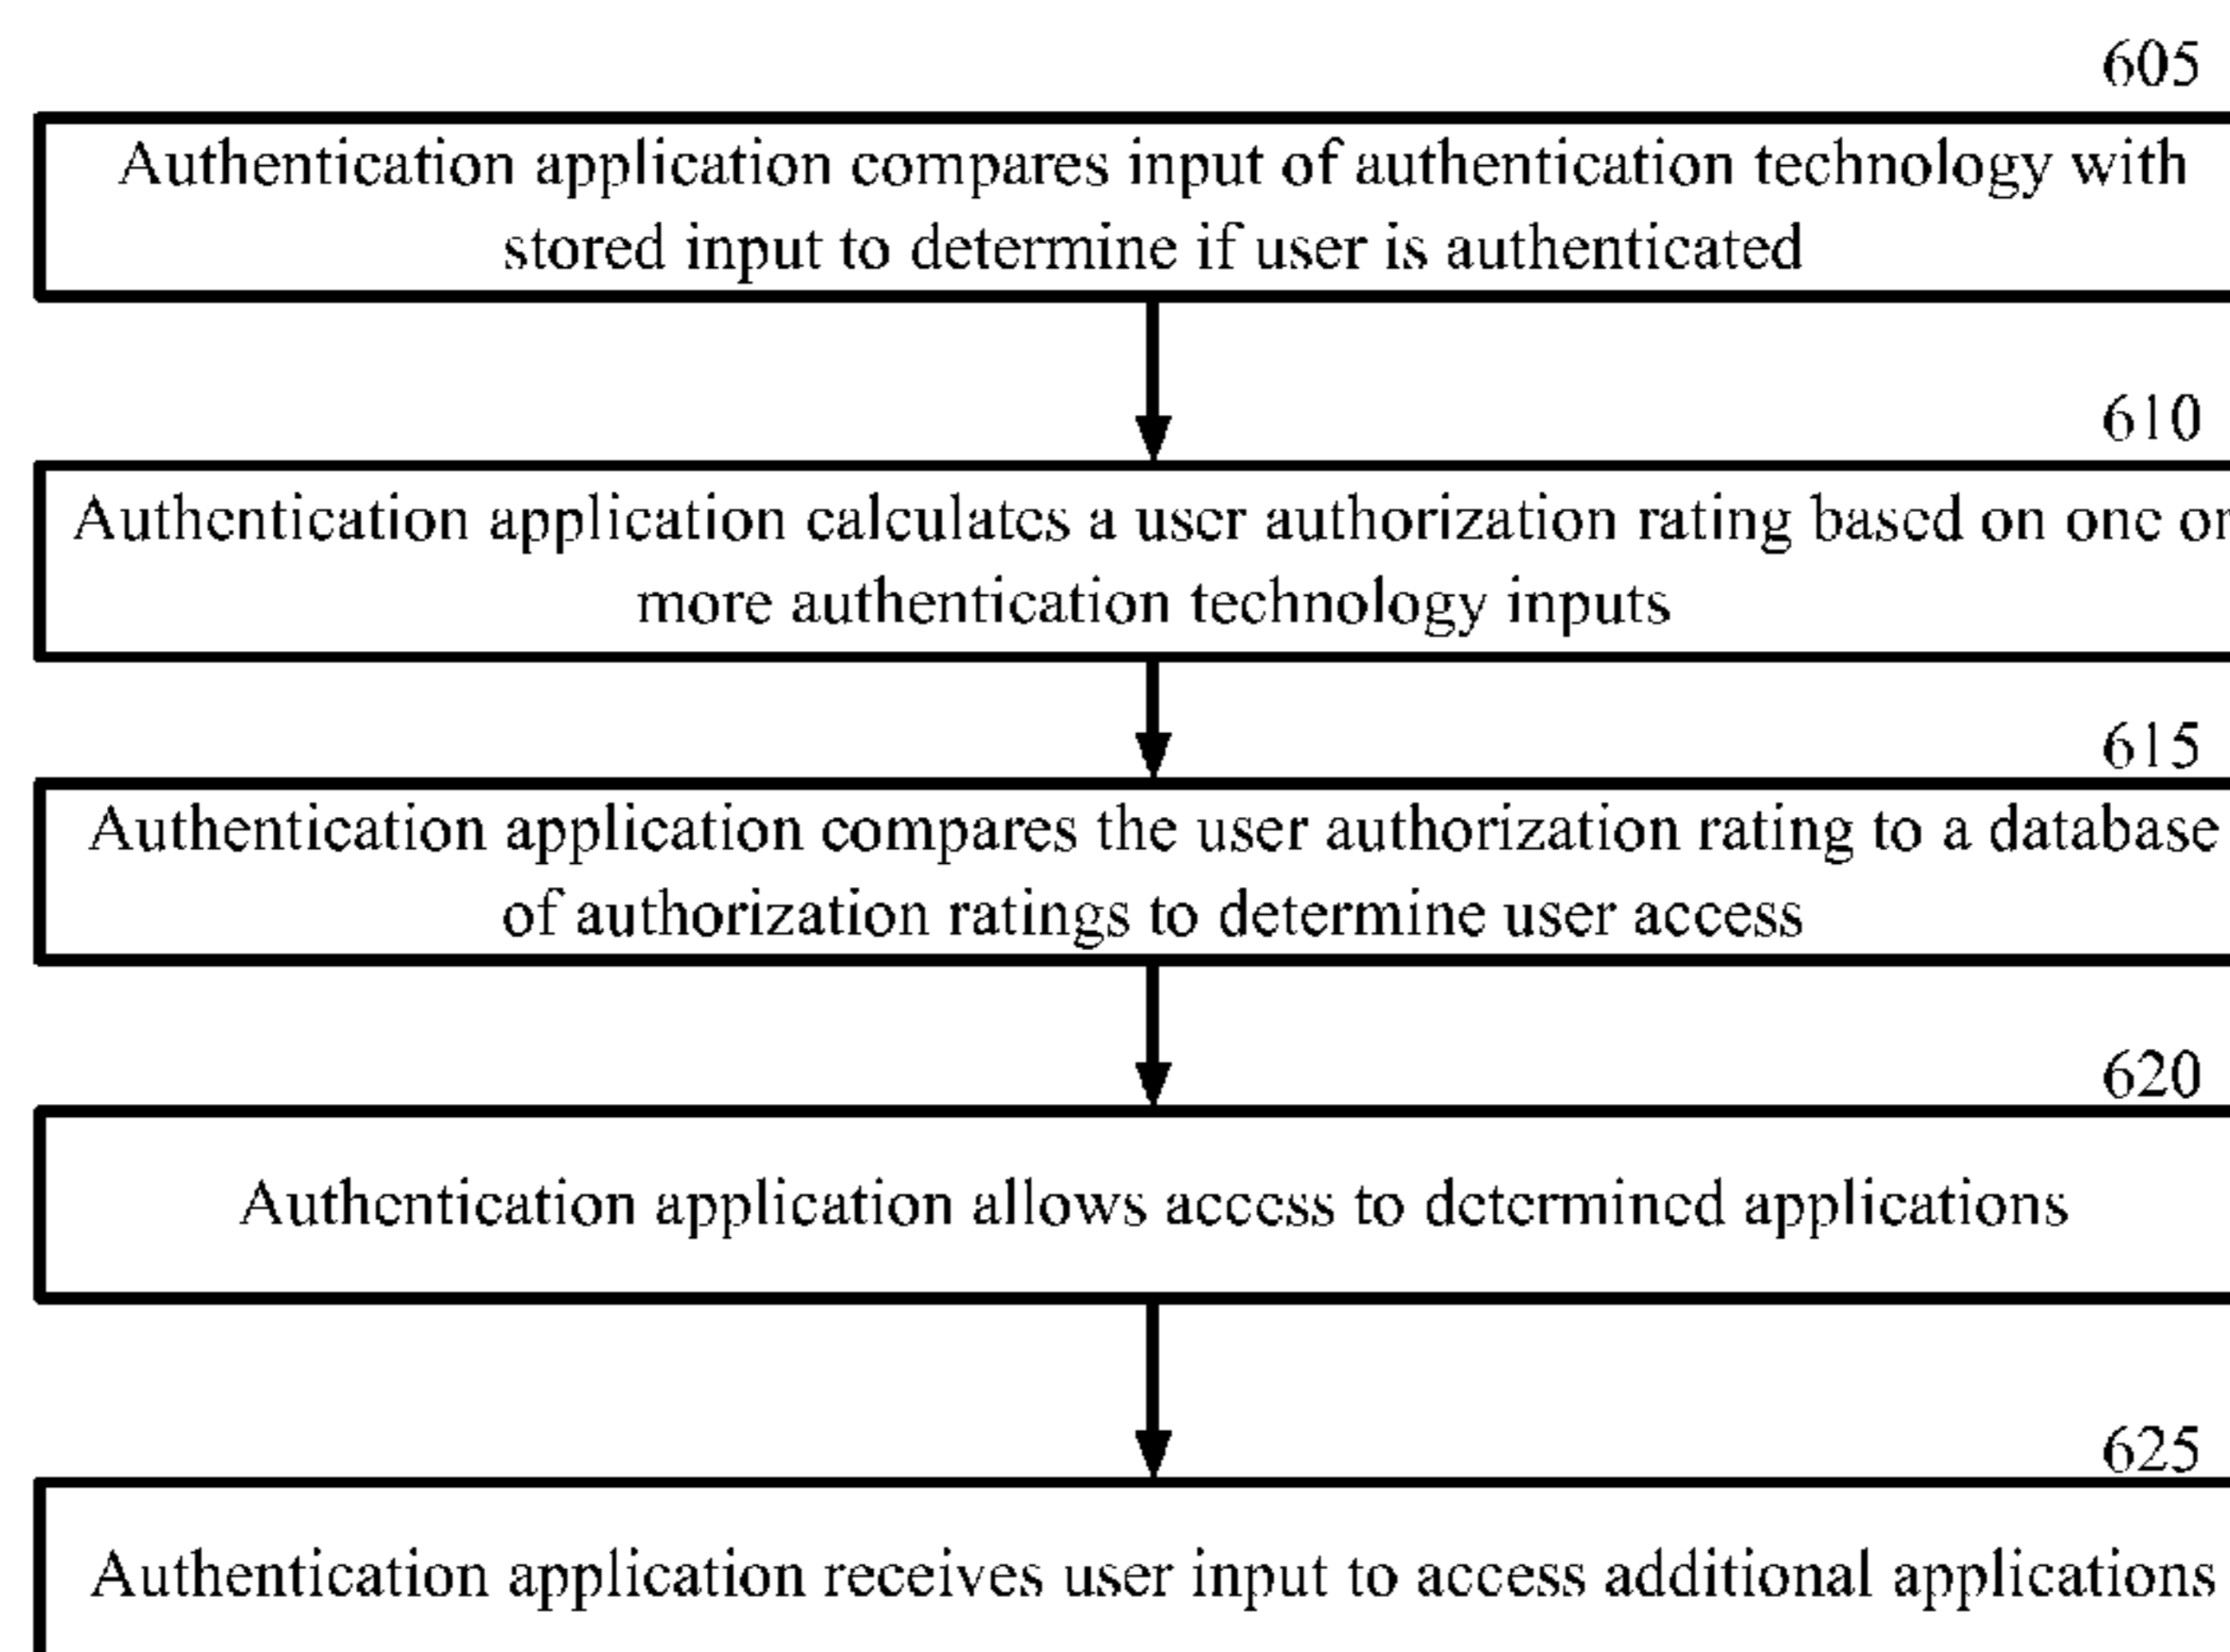 605
Authentication application compares input of authentication technology with
stored input to determine if user is authenticated
610
Authentication application calculates a user authorization rating based on one or
more authentication technology inputs
615
Authentication application compares the user authorization rating to a database
of authorization ratings to determine user access
620
Authentication application allows access to determined applications
625
Authentication application receives user input to access additional applications